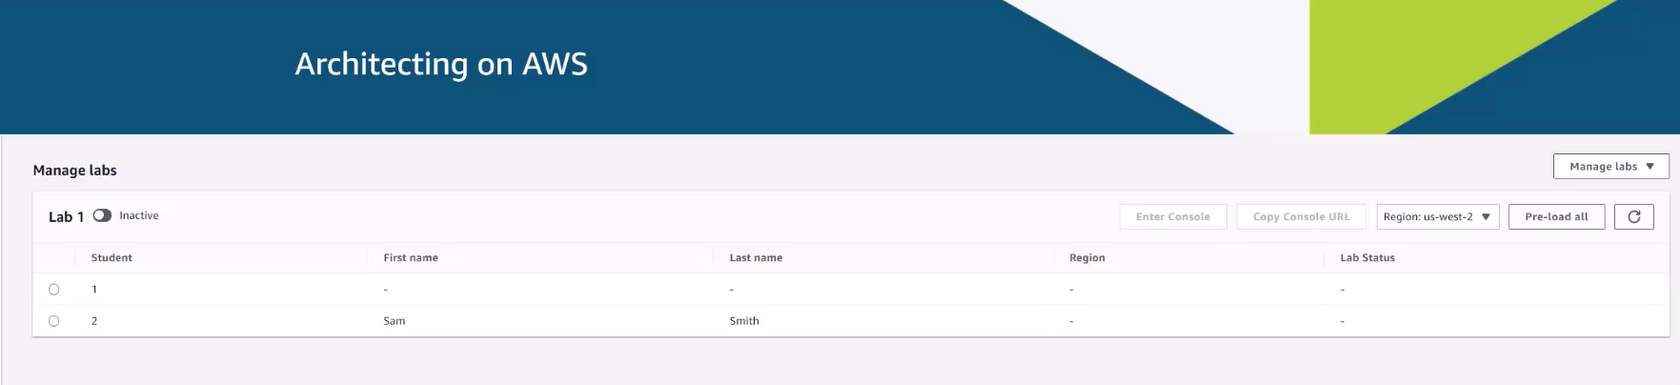 Architecting on AWS
Manage labs
Manage labs ▼
Lab 1 Inactive Enter Console Copy Console URL Region: us-west-2 ▼ Pre-load all
Student First name Last name Region Lab Status
1 - - - -
2 Sam Smith - -